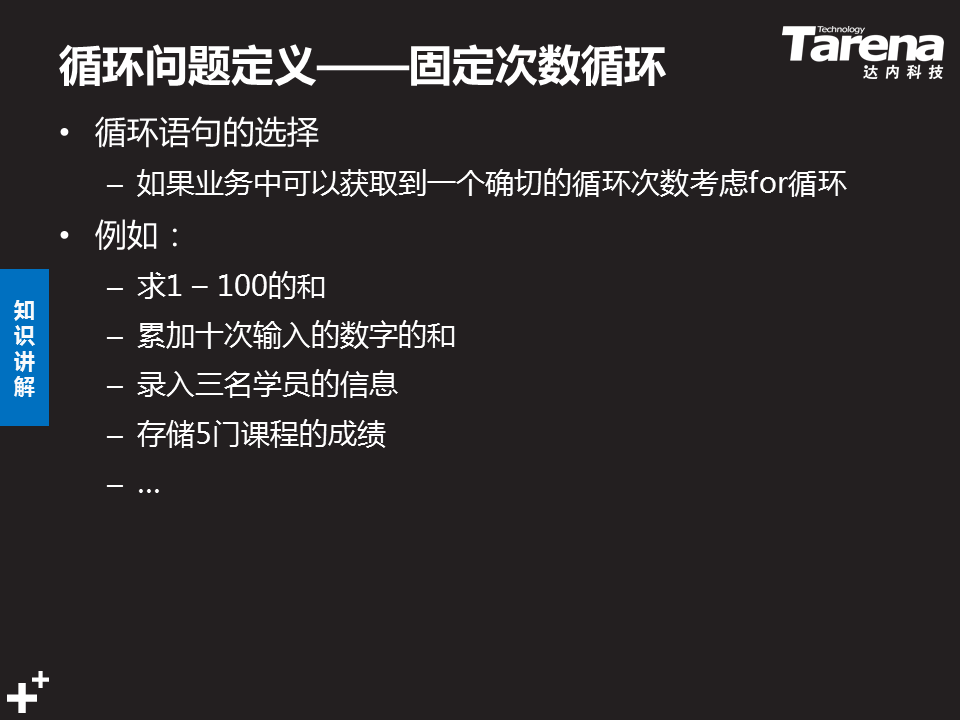 循环问题定义——固定次数循环
Technology
Tarena
达内科技
• 循环语句的选择
– 如果业务中可以获取到一个确切的循环次数考虑for循环
• 例如：
– 求1 – 100的和
– 累加十次输入的数字的和
– 录入三名学员的信息
– 存储5门课程的成绩
– ...
知识讲解